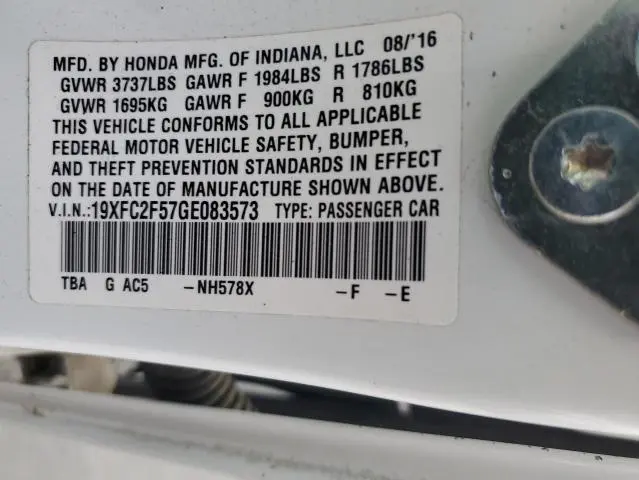 MFD. BY HONDA MFG. OF INDIANA, LLC 08/'16
GVWR 3737LBS GAWR F 1984LBS R 1786LBS
GVWR 1695KG GAWR F 900KG R 810KG
THIS VEHICLE CONFORMS TO ALL APPLICABLE
FEDERAL MOTOR VEHICLE SAFETY, BUMPER,
AND THEFT PREVENTION STANDARDS IN EFFECT
ON THE DATE OF MANUFACTURE SHOWN ABOVE.
V.I.N.:19XFC2F57GE083573 TYPE: PASSENGER CAR
TBA G AC5 -NH578X -F -E